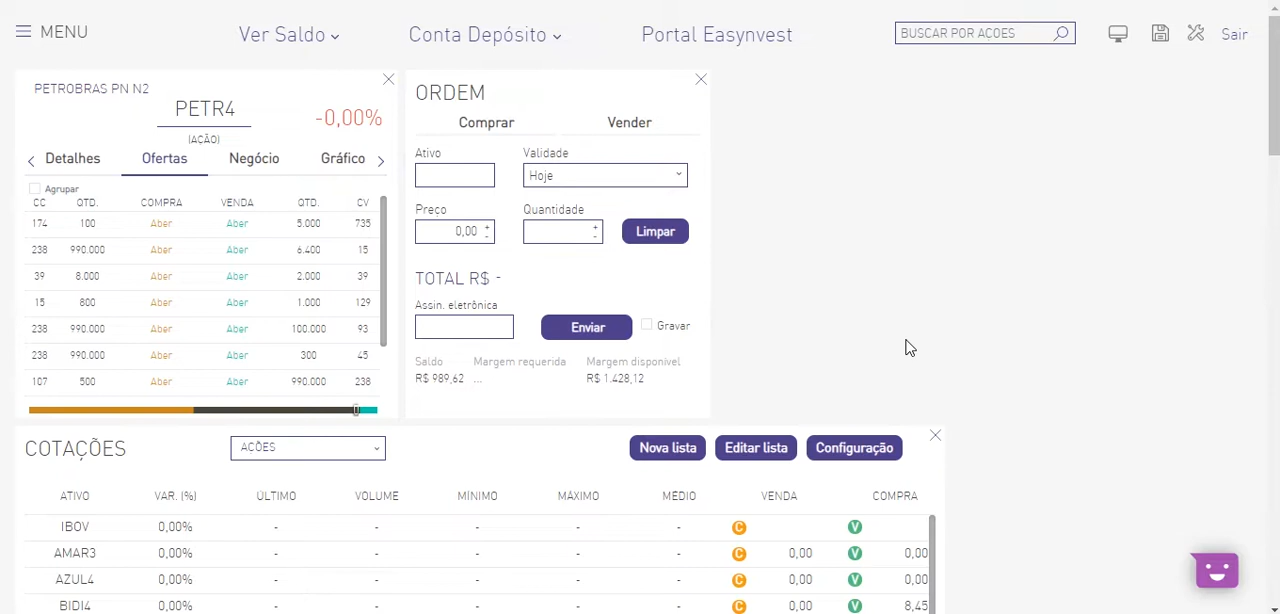 MENU Ver Saldo Conta Depósito Portal Easynvest BUSCAR POR AÇOES Sair
PETROBRAS PN N2
PETR4
-0,00%
(AÇÃO)
Detalhes Ofertas Negócio Gráfico
Agrupar
CC QTD. COMPRA VENDA QTD. CV
174 100 Aber Aber 5.000 735
238 990.000 Aber Aber 6.400 15
39 8.000 Aber Aber 2.000 39
15 800 Aber Aber 1.000 129
238 990.000 Aber Aber 100.000 93
238 990.000 Aber Aber 300 45
107 500 Aber Aber 990.000 238
ORDEM
Comprar Vender
Ativo Validade
Hoje
Preço Quantidade
0,00 Limpar
TOTAL R$ -
Assin. eletrônica
Enviar Gravar
Saldo Margem requerida Margem disponível
R$ 989,62 ... R$ 1.428,12
COTAÇÕES AÇÕES Nova lista Editar lista Configuração
ATIVO VAR. (%) ÚLTIMO VOLUME MÍNIMO MÁXIMO MÉDIO VENDA COMPRA
IBOV 0,00% - - - - - C V
AMAR3 0,00% - - - - - C 0,00 V 0,00
AZUL4 0,00% - - - - - C 0,00 V 0,00
BIDI4 0,00% - - - - - C 0,00 V 8,45